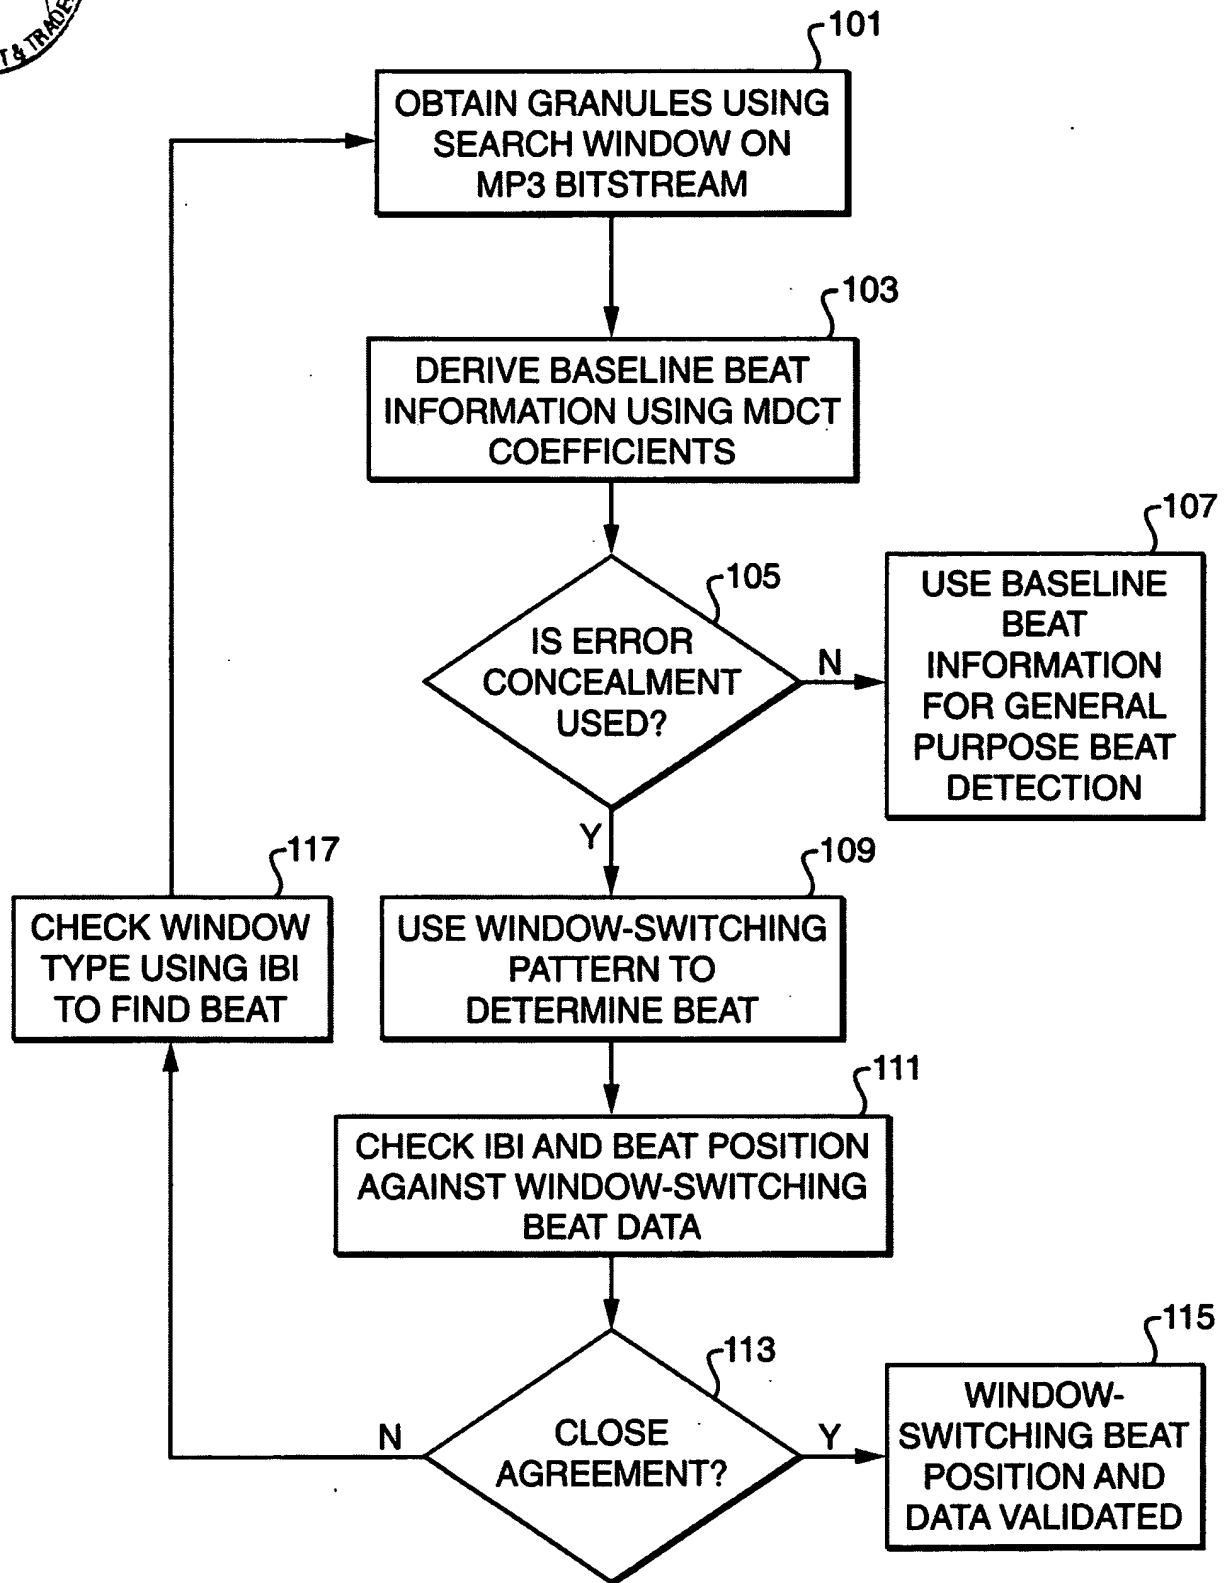 T & TRADE
101
OBTAIN GRANULES USING
SEARCH WINDOW ON
MP3 BITSTREAM
103
DERIVE BASELINE BEAT
INFORMATION USING MDCT
COEFFICIENTS
105
IS ERROR
CONCEALMENT
USED?
N
107
USE BASELINE
BEAT
INFORMATION
FOR GENERAL
PURPOSE BEAT
DETECTION
Y
109
USE WINDOW-SWITCHING
PATTERN TO
DETERMINE BEAT
117
CHECK WINDOW
TYPE USING IBI
TO FIND BEAT
111
CHECK IBI AND BEAT POSITION
AGAINST WINDOW-SWITCHING
BEAT DATA
113
CLOSE
AGREEMENT?
N
Y
115
WINDOW-
SWITCHING BEAT
POSITION AND
DATA VALIDATED